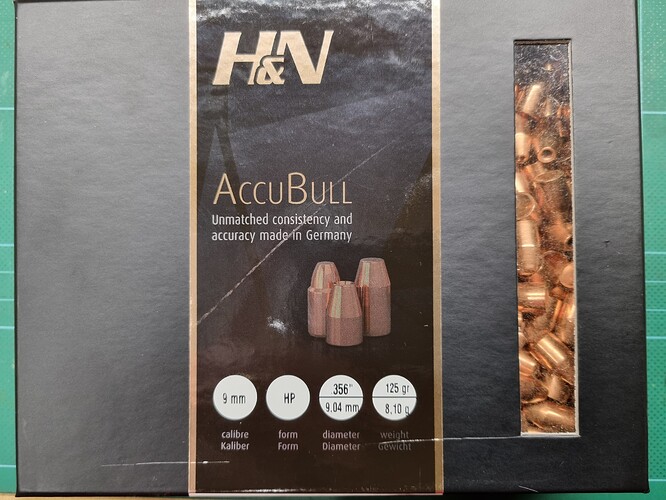 H&N
AccuBull
Unmatched consistency and
accuracy made in Germany
9 mm
HP
.356"
9.04 mm
125 gr
8,10 g
calibre
Kaliber
form
Form
diameter
Diameter
weight
Gewicht